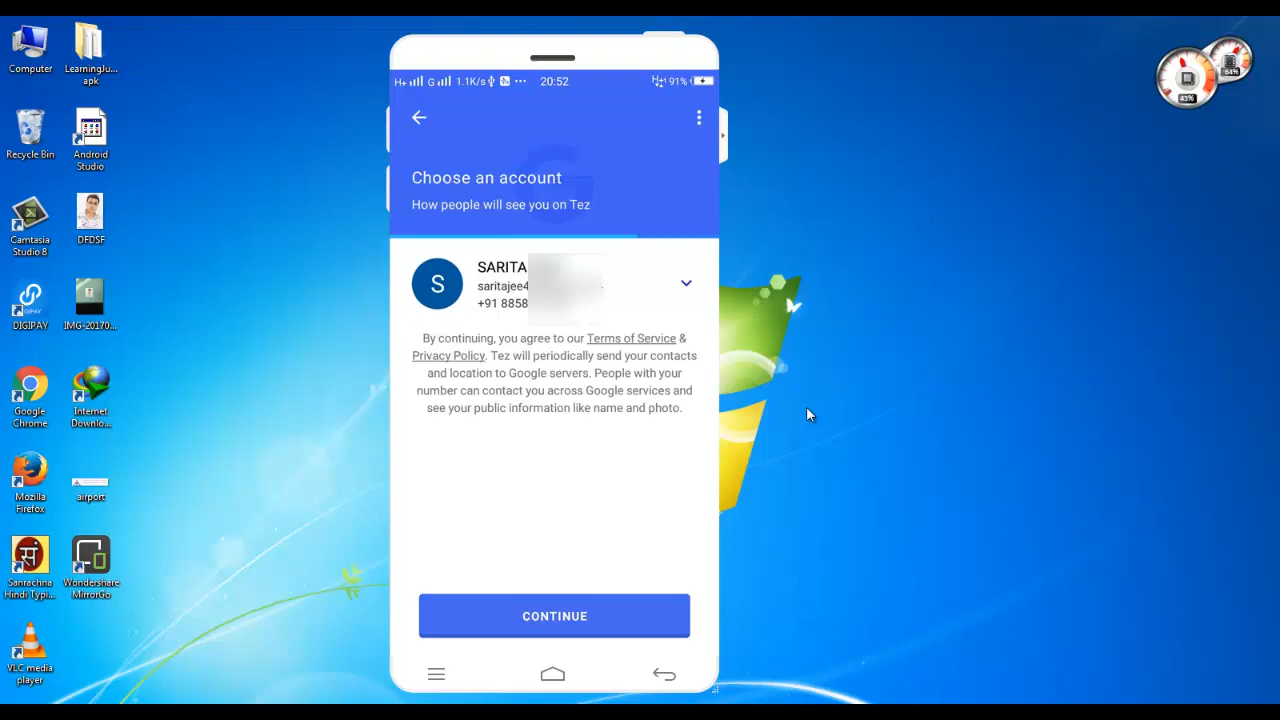 Computer
LearningJu...
apk
Recycle Bin
Android
Studio
Camtasia
Studio 8
DFDSF
DIGIPAY
IMG-20170...
Google
Chrome
Internet
Downlo...
Mozilla
Firefox
airport
Sanrachna
Hindi Typi...
Wondershare
MirrorGo
VLC media
player
H+ G 1.1K/s 20:52 91%
Choose an account
How people will see you on Tez
S
SARITA
saritajee4
+91 8858
By continuing, you agree to our Terms of Service &
Privacy Policy. Tez will periodically send your contacts
and location to Google servers. People with your
number can contact you across Google services and
see your public information like name and photo.
CONTINUE
43%
64%